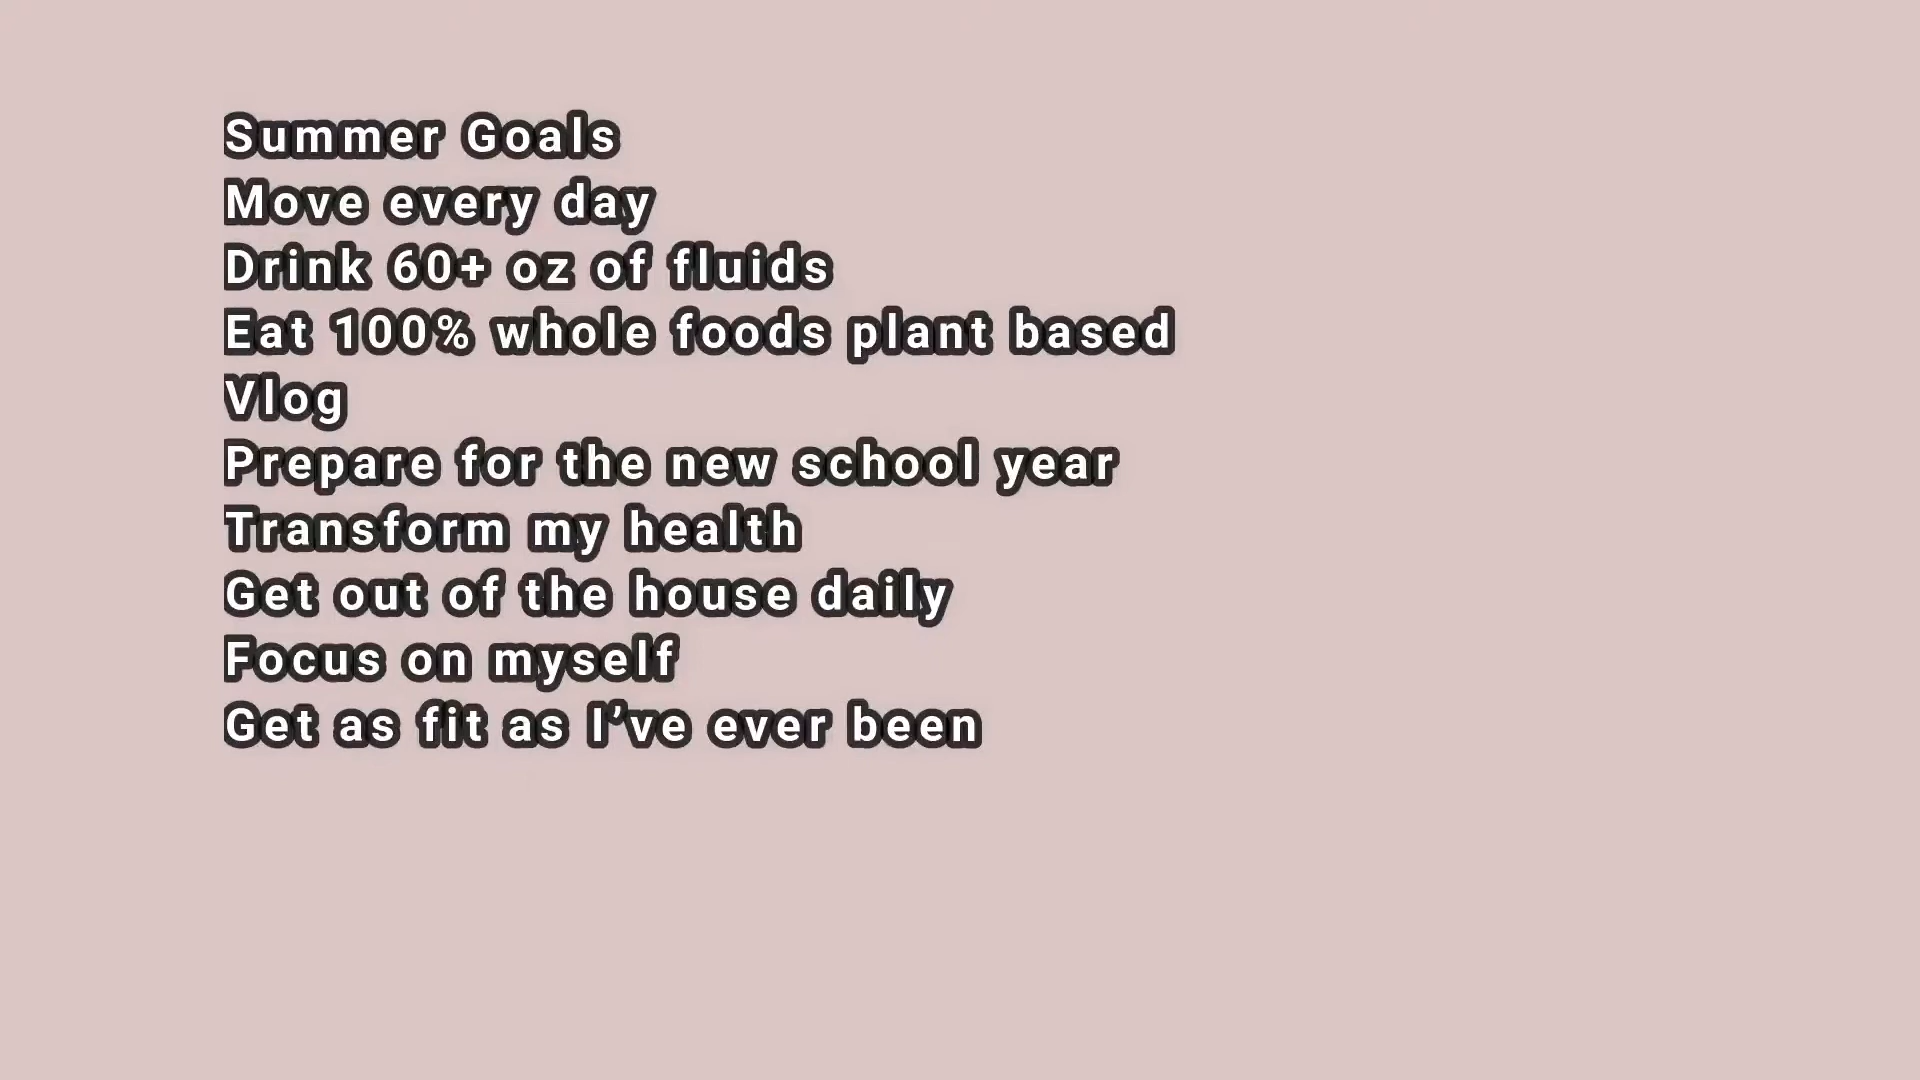 Summer Goals
Move every day
Drink 60+ oz of fluids
Eat 100% whole foods plant based
Vlog
Prepare for the new school year
Transform my health
Get out of the house daily
Focus on myself
Get as fit as I’ve ever been